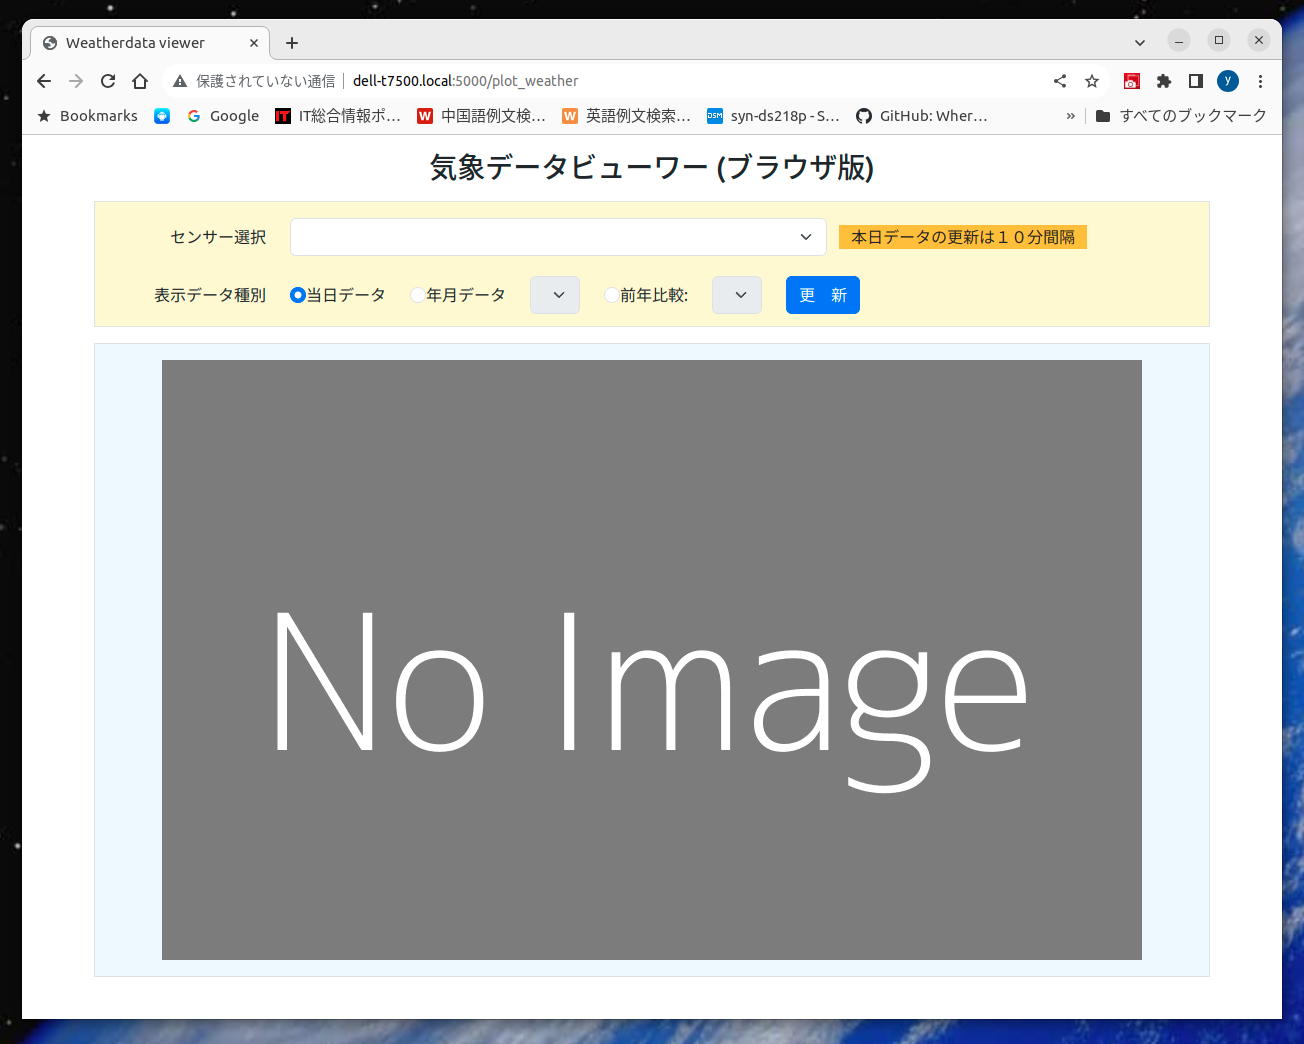 Weatherdata viewer
保護されていない通信 dell-t7500.local:5000/plot_weather
Bookmarks Google IT IT総合情報ポ… W 中国語例文検… W 英語例文検索… DSM syn-ds218p - S… GitHub: Wher… » すべてのブックマーク
気象データビューワー (ブラウザ版)
センサー選択 本日データの更新は１０分間隔
表示データ種別 当日データ 年月データ 前年比較: 更　新
No Image